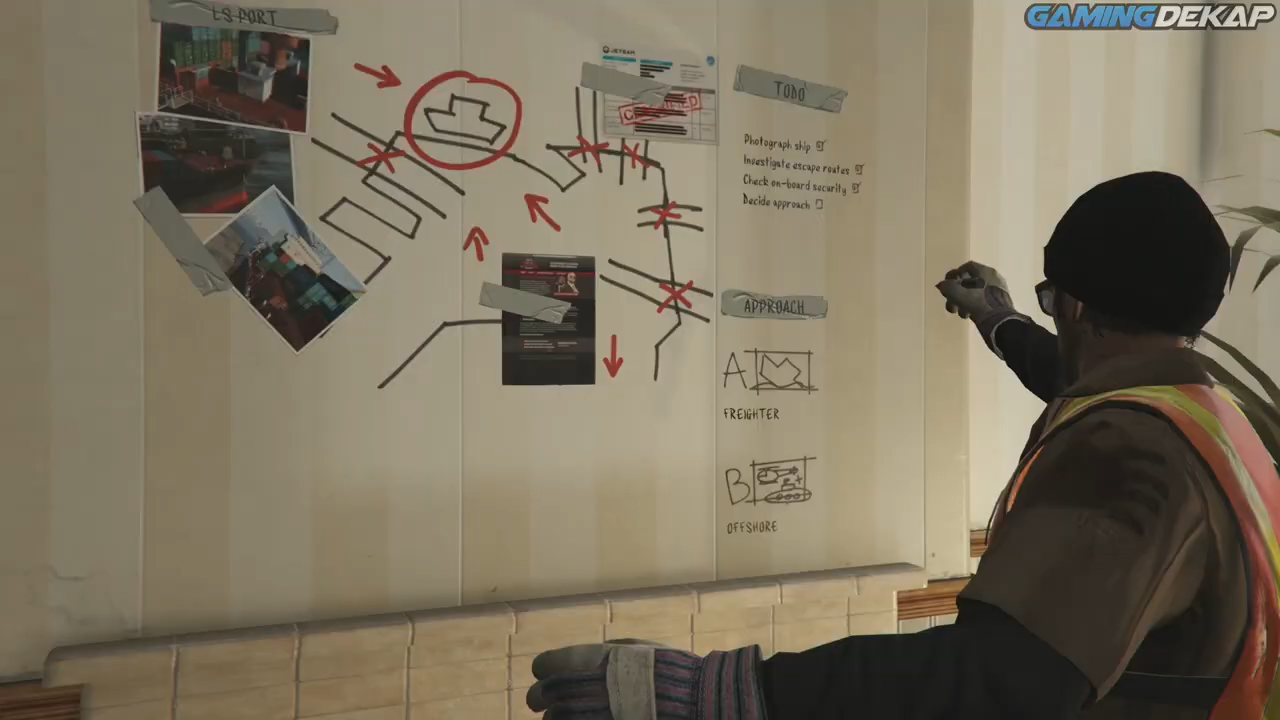 GAMINGDEKAP
LS PORT
JETSAM
TODO
Photograph ship
Investigate escape routes
Check on-board security
Decide approach
APPROACH
A
FREIGHTER
B
OFFSHORE